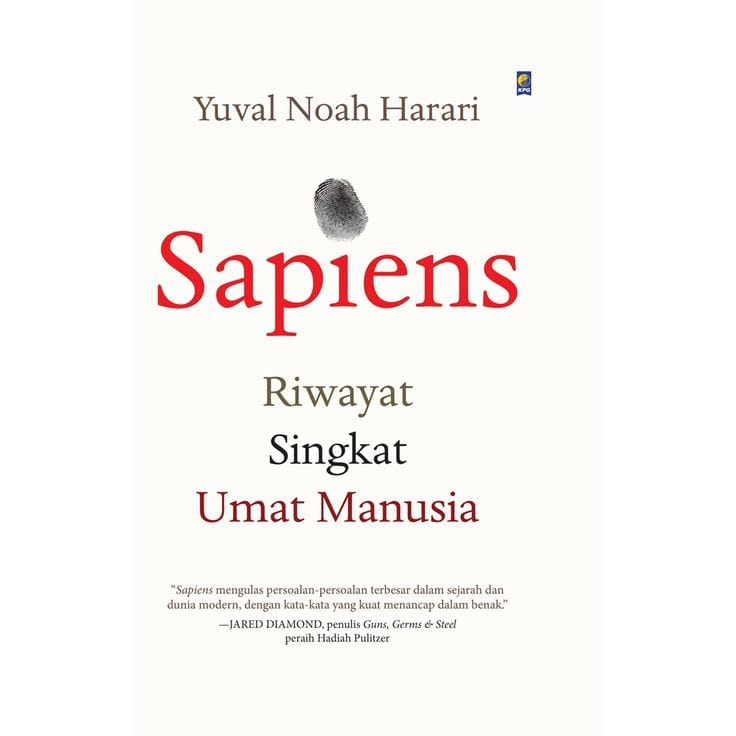 Yuval Noah Harari
KPG
Sapiens
Riwayat
Singkat
Umat Manusia
“Sapiens mengulas persoalan-persoalan terbesar dalam sejarah dan
dunia modern, dengan kata-kata yang kuat menancap dalam benak.”
—JARED DIAMOND, penulis Guns, Germs & Steel
peraih Hadiah Pulitzer